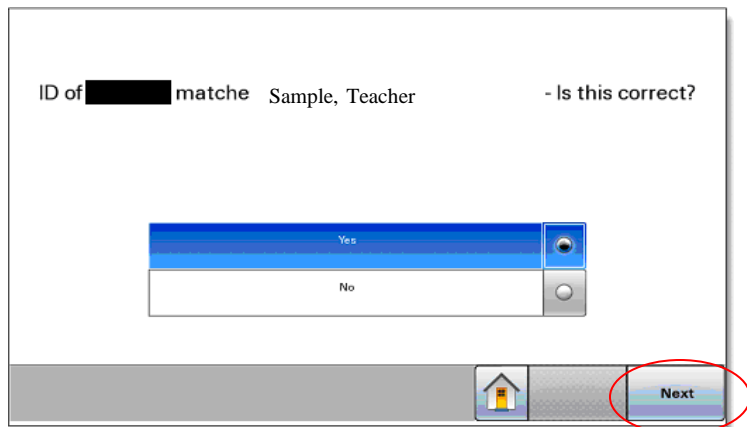 ID of matche Sample, Teacher - Is this correct?
Yes
No
Next